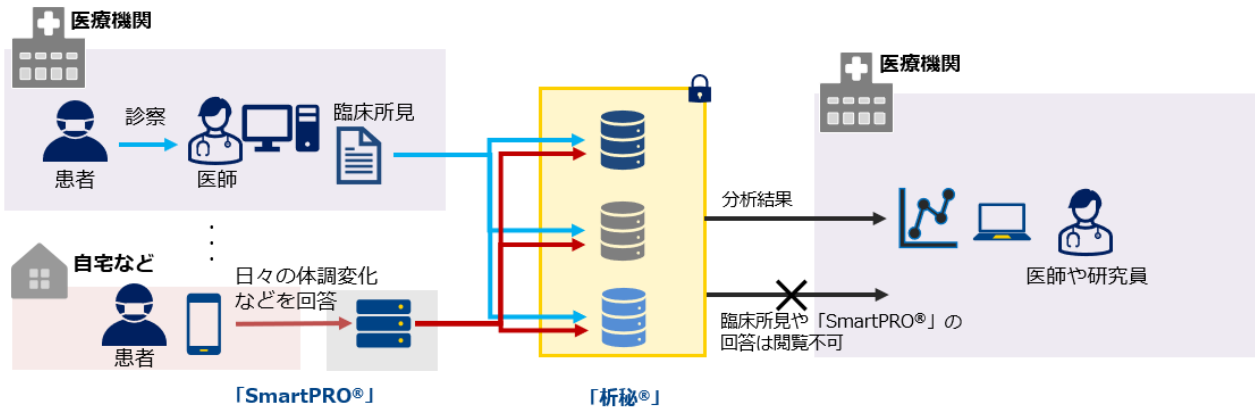 医療機関
診察
臨床所見
患者
医師
自宅など
日々の体調変化
などを回答
患者
「SmartPRO®」
「析秘®」
医療機関
分析結果
医師や研究員
臨床所見や「SmartPRO®」の
回答は閲覧不可